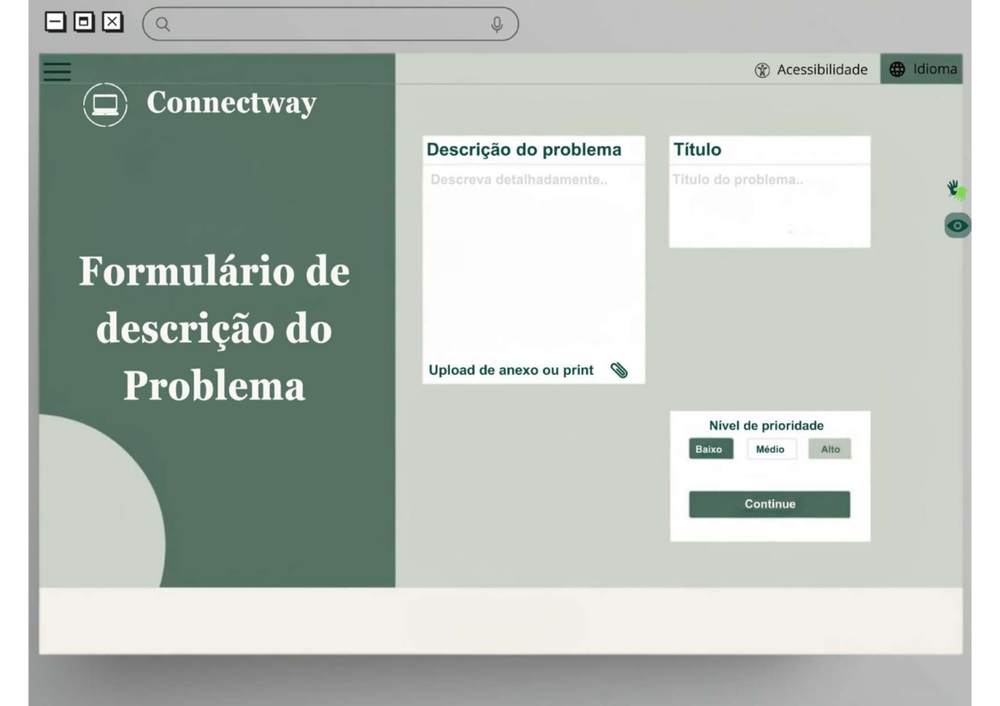 Acessibilidade
Idioma
Connectway
Formulário de
descrição do
Problema
Descrição do problema
Descreva detalhadamente..
Upload de anexo ou print
Título
Título do problema..
Nível de prioridade
Baixo Médio Alto
Continue